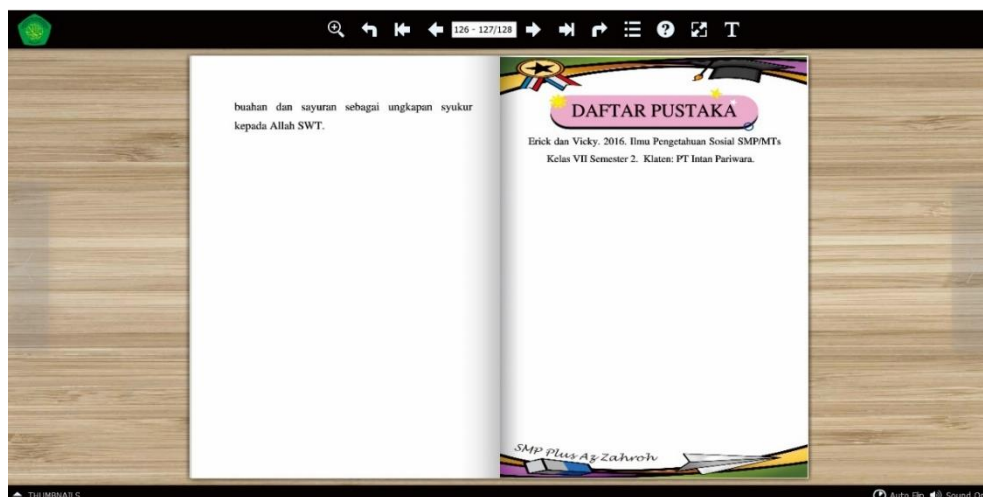 126 - 127/128
T
buahan dan sayuran sebagai ungkapan syukur
kepada Allah SWT.
DAFTAR PUSTAKA
Erick dan Vicky. 2016. Ilmu Pengetahuan Sosial SMP/MTs
Kelas VII Semester 2. Klaten: PT Intan Pariwara.
SMP Plus Az Zahroh
THUMBNAILS
Auto Flip
Sound On